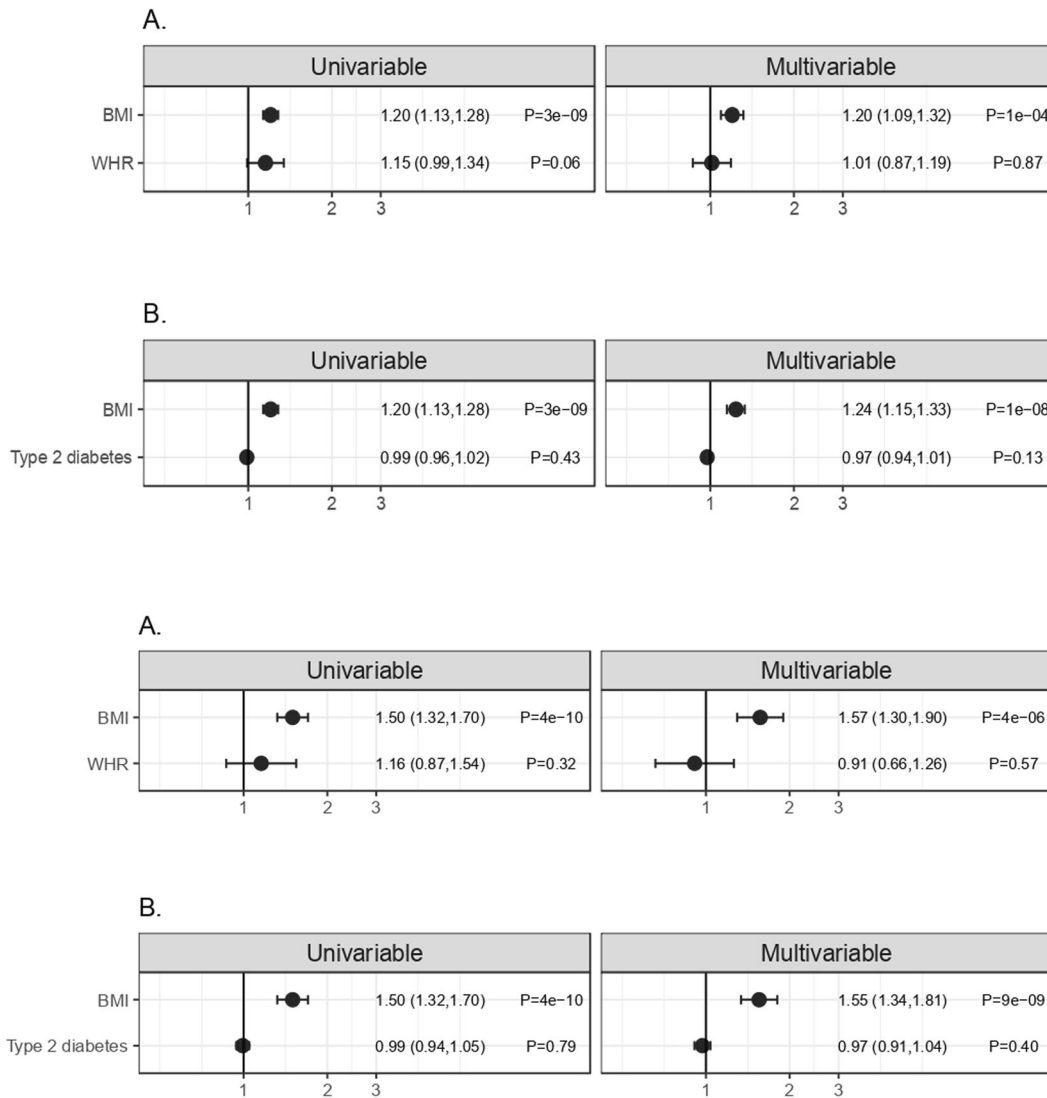 A.
Univariable Multivariable
BMI 1.20 (1.13,1.28) P=3e−09 1.20 (1.09,1.32) P=1e−04
WHR 1.15 (0.99,1.34) P=0.06 1.01 (0.87,1.19) P=0.87
1 2 3 1 2 3
B.
Univariable Multivariable
BMI 1.20 (1.13,1.28) P=3e−09 1.24 (1.15,1.33) P=1e−08
Type 2 diabetes 0.99 (0.96,1.02) P=0.43 0.97 (0.94,1.01) P=0.13
1 2 3 1 2 3
A.
Univariable Multivariable
BMI 1.50 (1.32,1.70) P=4e-10 1.57 (1.30,1.90) P=4e-06
WHR 1.16 (0.87,1.54) P=0.32 0.91 (0.66,1.26) P=0.57
1 2 3 1 2 3
B.
Univariable Multivariable
BMI 1.50 (1.32,1.70) P=4e-10 1.55 (1.34,1.81) P=9e-09
Type 2 diabetes 0.99 (0.94,1.05) P=0.79 0.97 (0.91,1.04) P=0.40
1 2 3 1 2 3